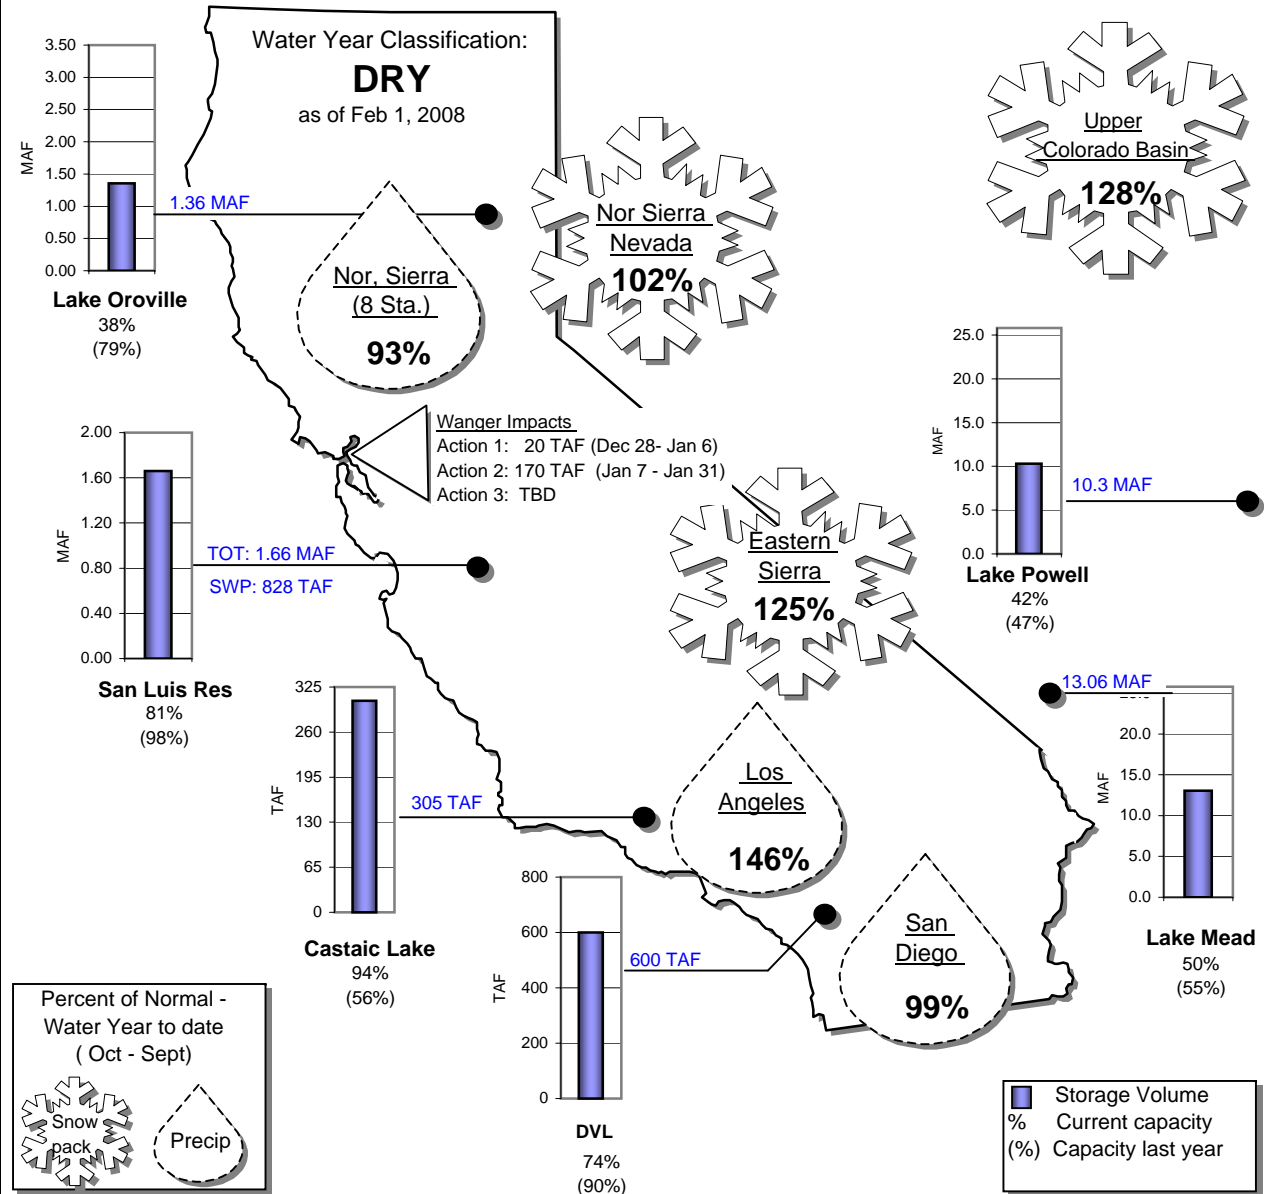 Water Year Classification:
DRY
as of Feb 1, 2008
3.50
3.00
2.50
2.00
1.50
1.00
0.50
0.00
MAF
1.36 MAF
Lake Oroville
38%
(79%)
Nor, Sierra
(8 Sta.)
93%
Nor Sierra
Nevada
102%
Upper
Colorado Basin
128%
Wanger Impacts
Action 1: 20 TAF (Dec 28- Jan 6)
Action 2: 170 TAF (Jan 7 - Jan 31)
Action 3: TBD
2.00
1.60
1.20
0.80
0.40
0.00
MAF
TOT: 1.66 MAF
SWP: 828 TAF
San Luis Res
81%
(98%)
Eastern
Sierra
125%
25.0
20.0
15.0
10.0
5.0
0.0
MAF
10.3 MAF
Lake Powell
42%
(47%)
325
260
195
130
65
0
TAF
305 TAF
Castaic Lake
94%
(56%)
Los
Angeles
146%
13.06 MAF
20.0
15.0
10.0
5.0
0.0
MAF
Lake Mead
50%
(55%)
800
600
400
200
0
TAF
600 TAF
DVL
74%
(90%)
San
Diego
99%
Percent of Normal -
Water Year to date
( Oct - Sept)
Snow
pack
Precip
Storage Volume
% Current capacity
(%) Capacity last year